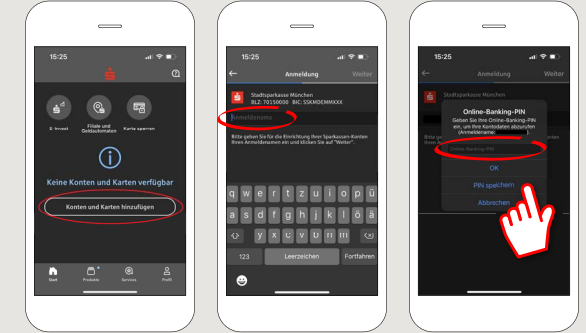 15:25
E-Invest
Filiale und
Geldautomaten
Karte sperren
Keine Konten und Karten verfügbar
Konten und Karten hinzufügen
Start
Produkte
Services
Profil
15:25
Anmeldung
Weiter
Stadtsparkasse München
BLZ: 70150000 BIC: SSKMDEMMXXX
Anmeldename
Bitte geben Sie für die Einrichtung Ihrer Sparkassen-Konten
Ihren Anmeldenamen ein und klicken Sie auf "Weiter".
q w e r t z u i o p ü
a s d f g h j k l ö ä
y x c v b n m
123
Leerzeichen
Fortfahren
15:25
Anmeldung
Weiter
Stadtsparkasse München
Online-Banking-PIN
Geben Sie Ihre Online-Banking-PIN
ein, um Ihre Kontodaten abzurufen
(Anmeldename:
Online-Banking-PIN
OK
PIN speichern
Abbrechen